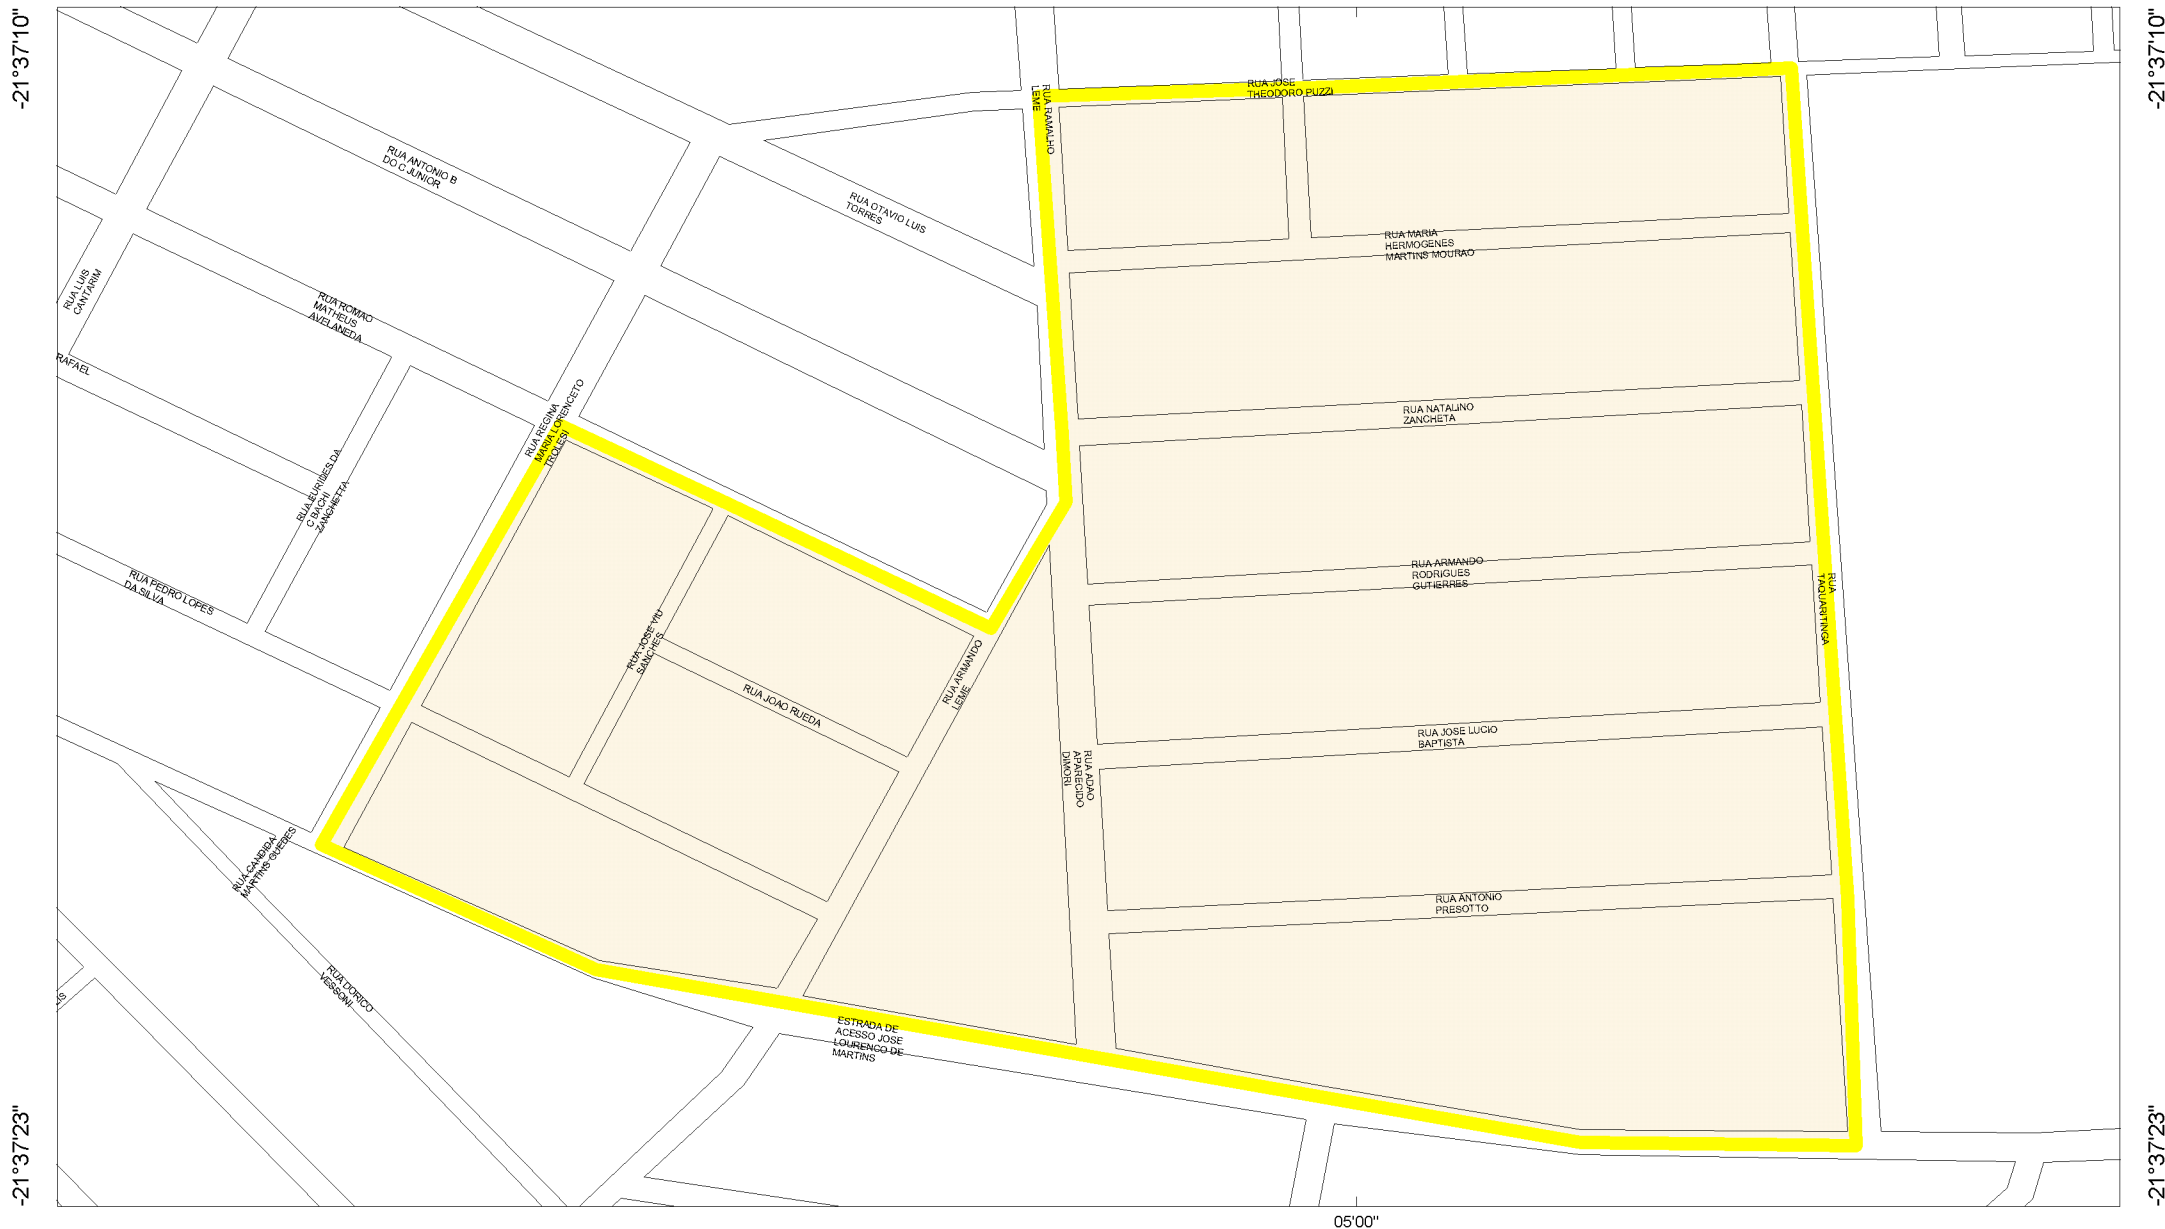 -21°37'10"
-21°37'10"
RUA JOSE
THEODORO PUZZI
RUA RAMALHO
LEME
RUA ANTONIO B
DO C JUNIOR
RUA OTAVIO LUIS
TORRES
RUA MARIA
HERMOGENES
MARTINS MOURAO
RUA LUIS
CANTARIM
RUA ROMAO
MATHEUS
AVELANEDA
RAFAEL
RUA REGINA
MARIA LORENCETO
TROLESI
RUA NATALINO
ZANCHETA
RUA EURIDES DA
C BACHI
ZANCHETTA
RUA ARMANDO
RODRIGUES
GUTIERRES
RUA PEDRO LOPES
DA SILVA
RUA
TAQUARITINGA
RUA JOSE VIU
SANCHES
RUA ARMANDO
LEME
RUA JOAO RUEDA
RUA JOSE LUCIO
BAPTISTA
RUA ADAO
APARECIDO
DIMORI
RUA CANDIDA
MARTINS GUEDES
RUA ANTONIO
PRESOTTO
RUA DORICO
VESSONI
ESTRADA DE
ACESSO JOSE
LOURENCO DE
MARTINS
-21°37'23"
-21°37'23"
05'00"